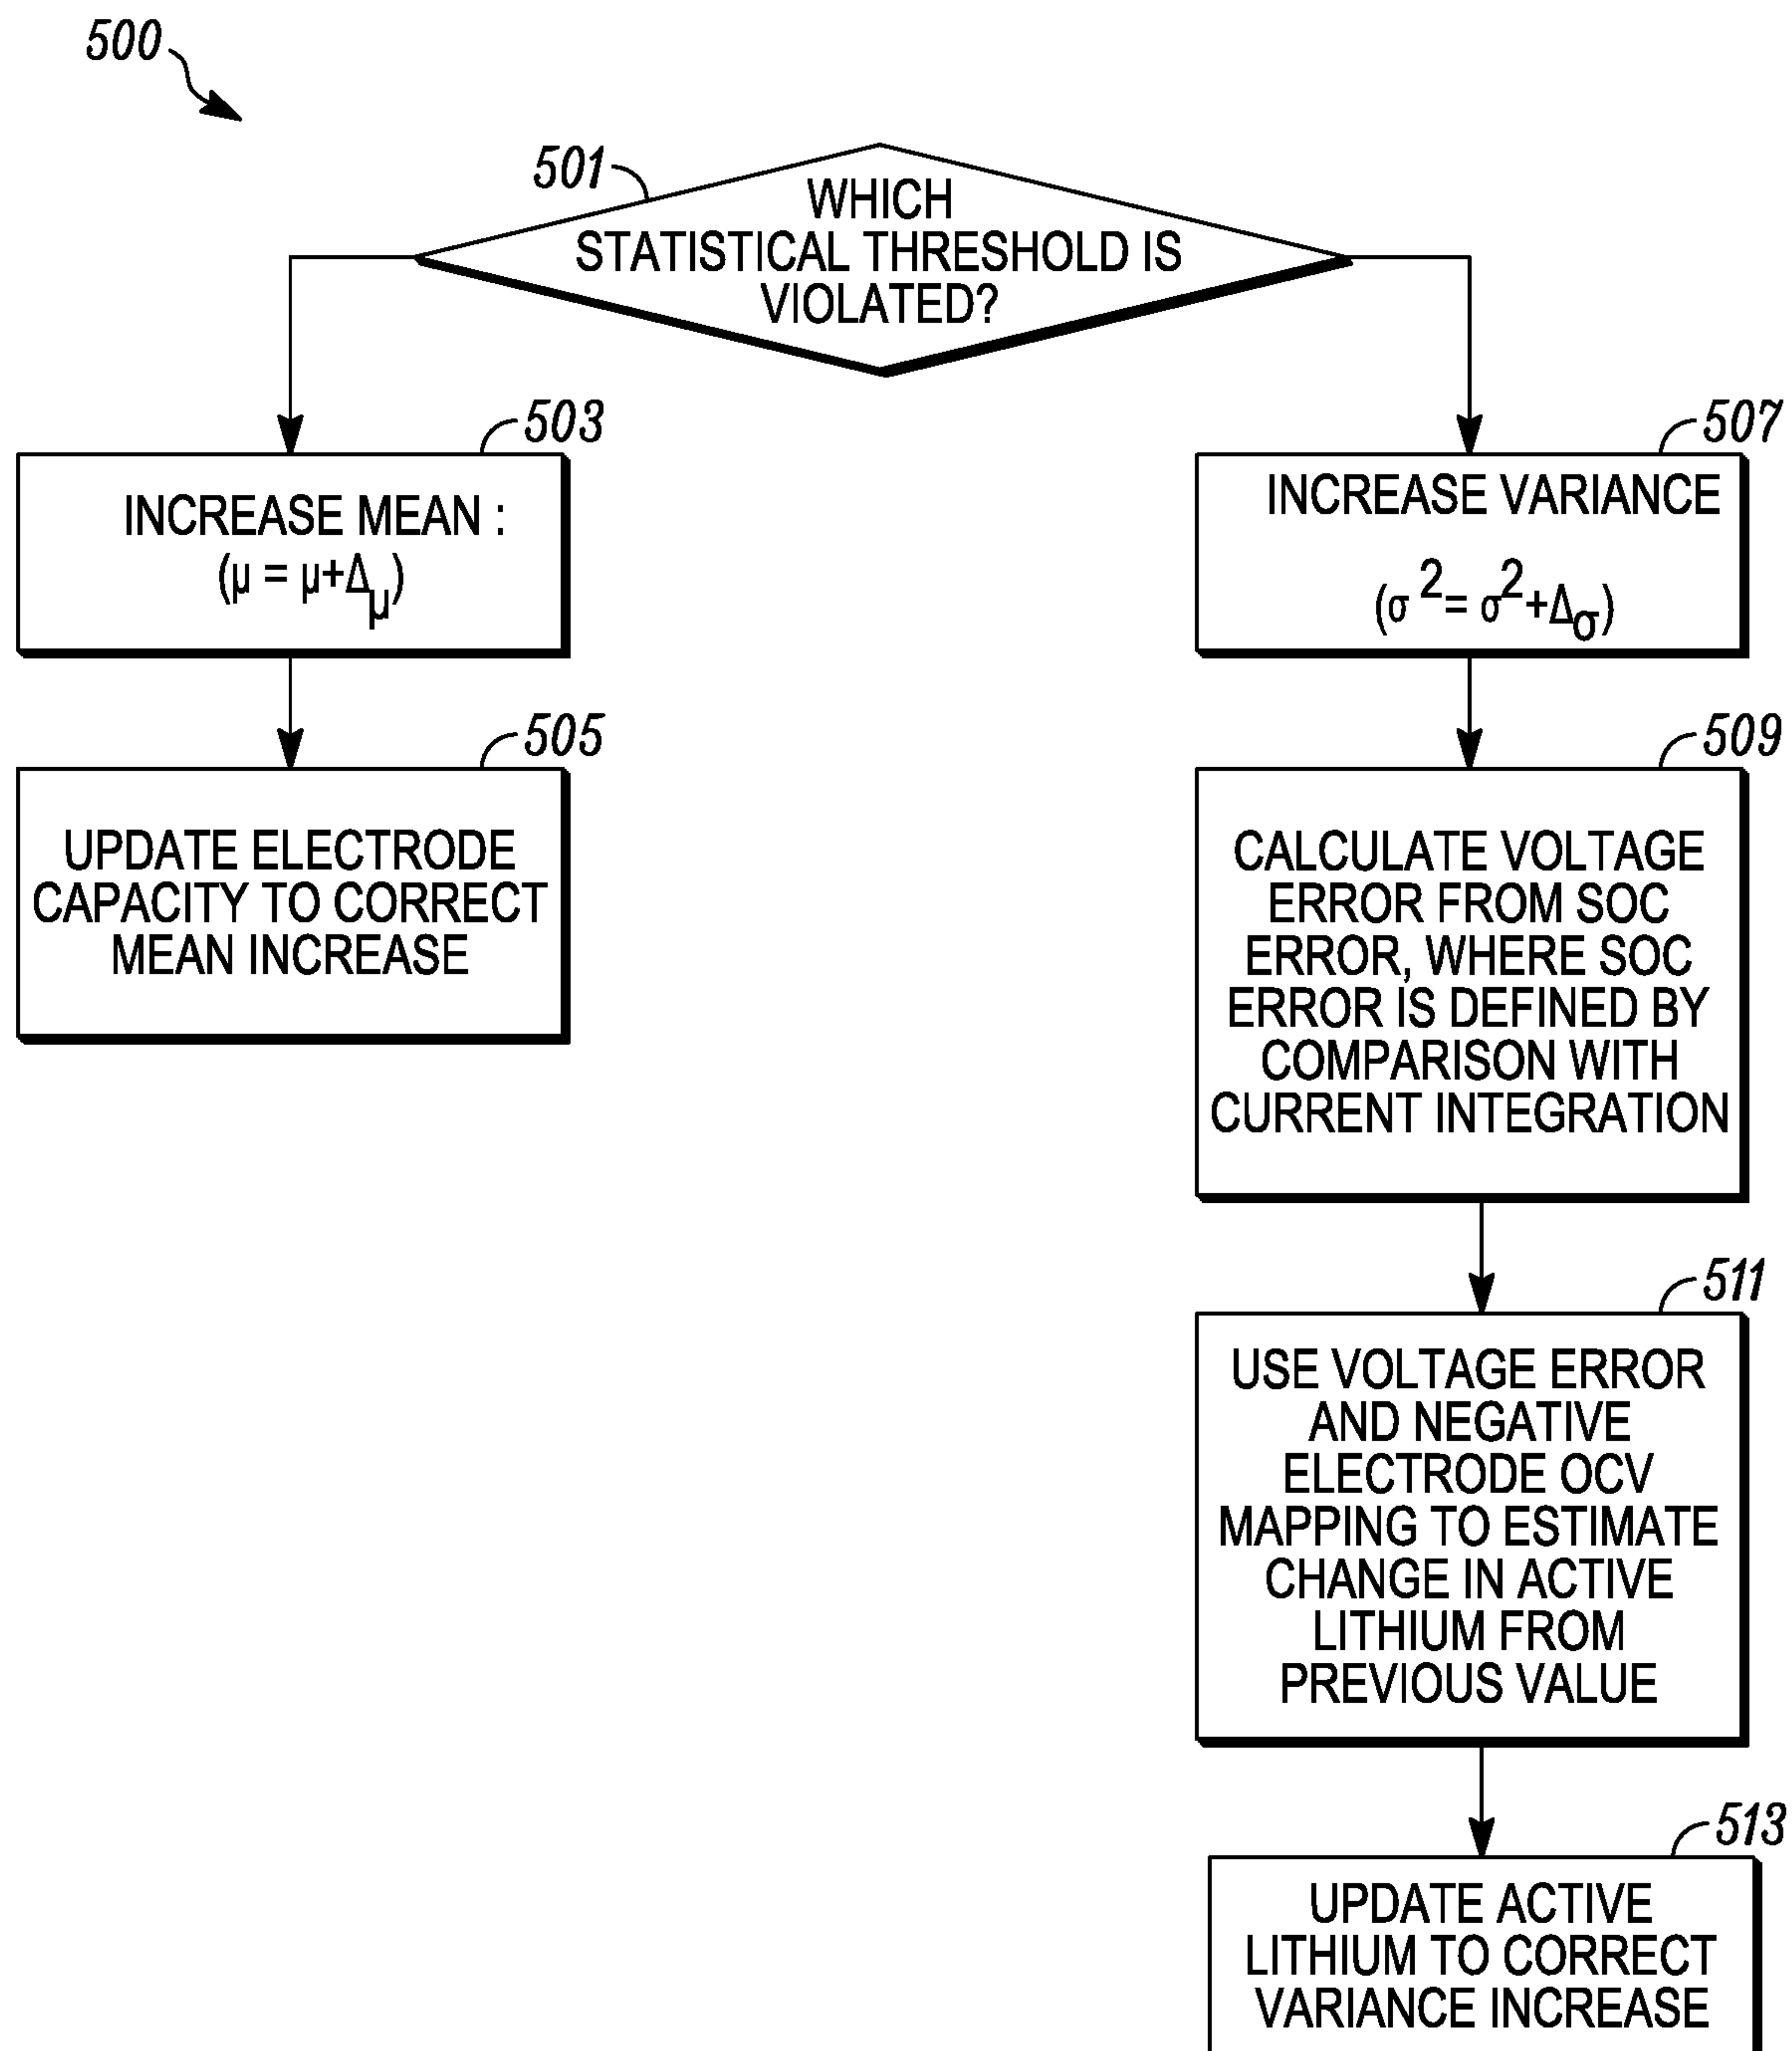 500
501
WHICH
STATISTICAL THRESHOLD IS
VIOLATED?
503
INCREASE MEAN :
(μ = μ+Δμ)
505
UPDATE ELECTRODE
CAPACITY TO CORRECT
MEAN INCREASE
507
INCREASE VARIANCE
(σ ²= σ²+Δσ)
509
CALCULATE VOLTAGE
ERROR FROM SOC
ERROR, WHERE SOC
ERROR IS DEFINED BY
COMPARISON WITH
CURRENT INTEGRATION
511
USE VOLTAGE ERROR
AND NEGATIVE
ELECTRODE OCV
MAPPING TO ESTIMATE
CHANGE IN ACTIVE
LITHIUM FROM
PREVIOUS VALUE
513
UPDATE ACTIVE
LITHIUM TO CORRECT
VARIANCE INCREASE